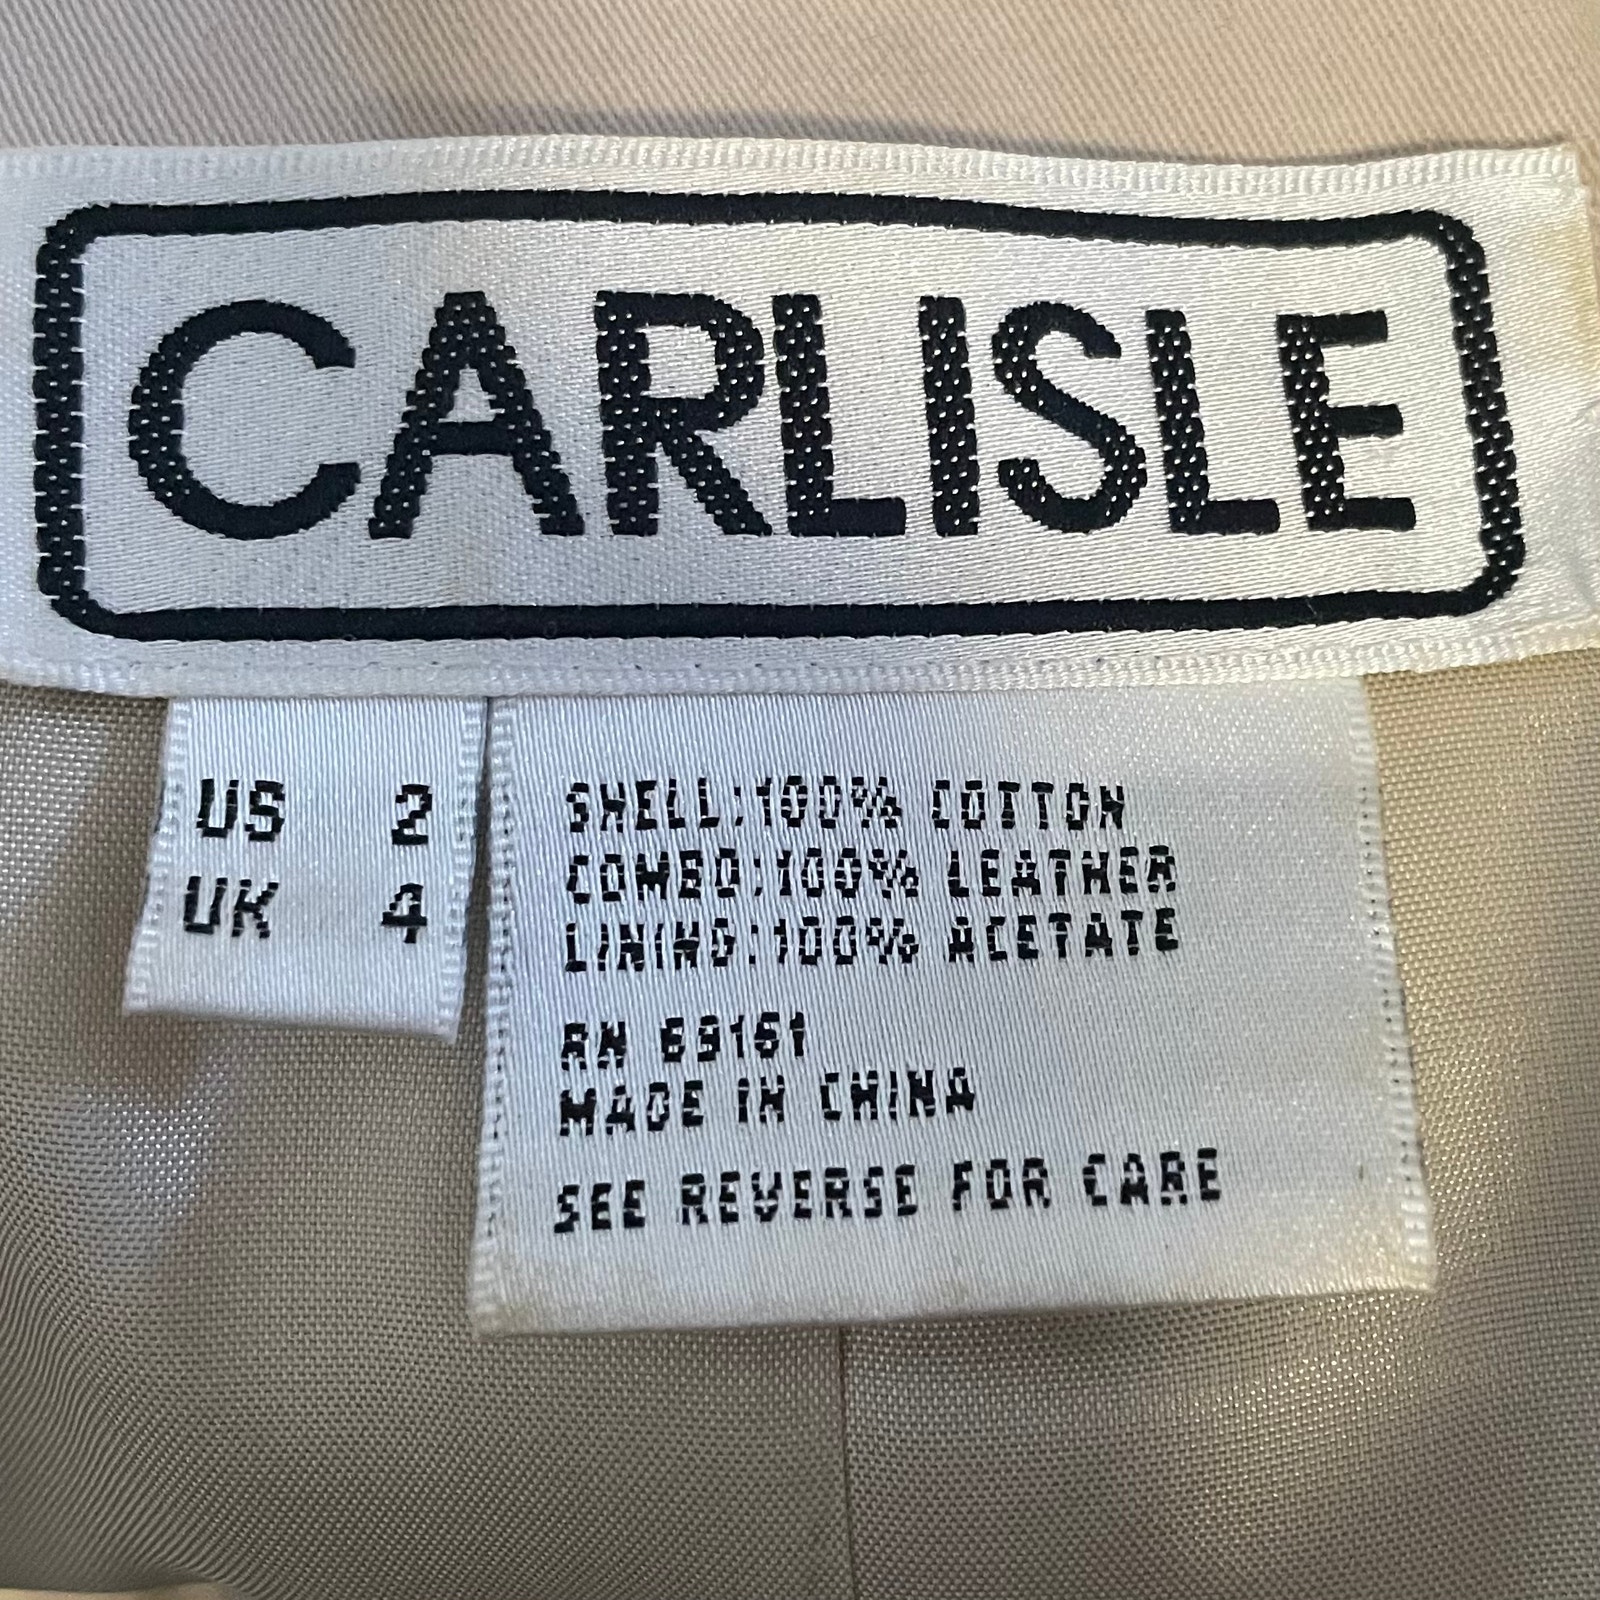 CARLISLE
US 2
UK 4
SHELL:100% COTTON
COMBO:100% LEATHER
LINING:100% ACETATE
RN 69151
MADE IN CHINA
SEE REVERSE FOR CARE